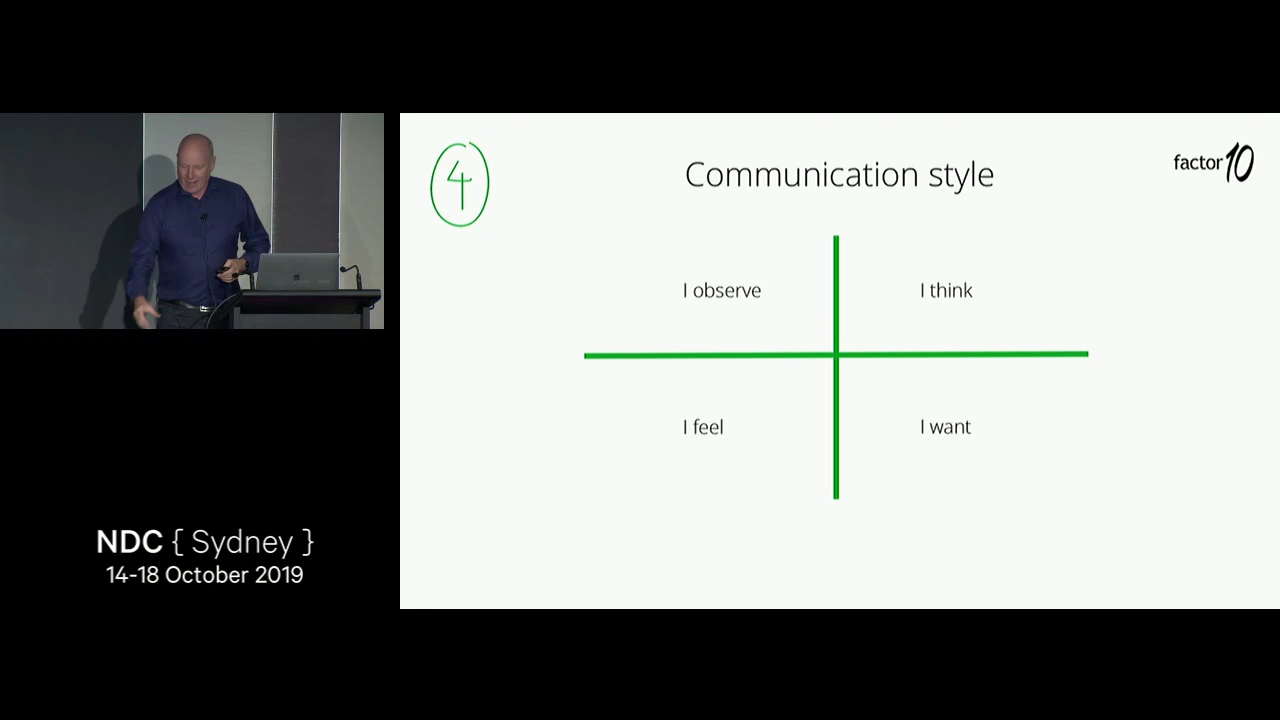 4
Communication style
factor10
I observe
I think
I feel
I want
NDC { Sydney }
14-18 October 2019